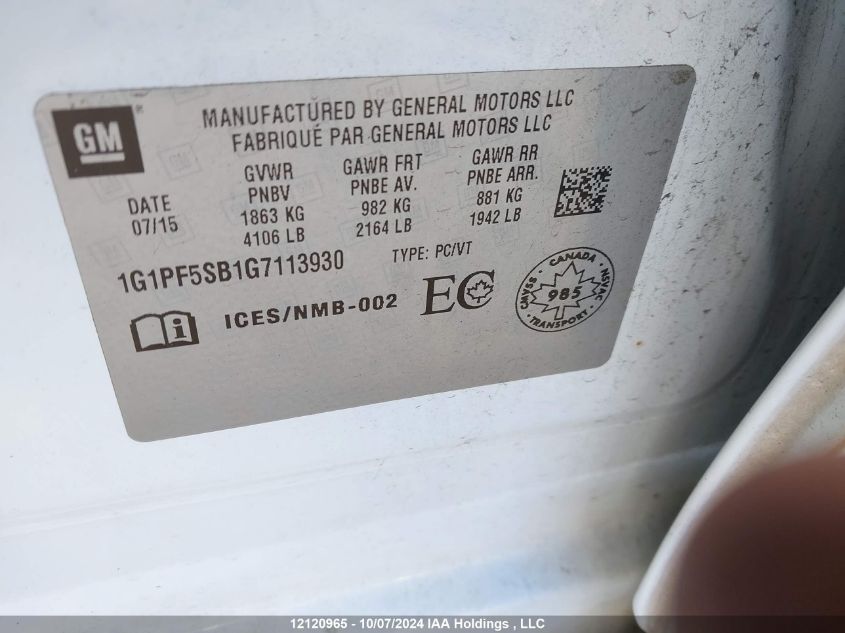 GM
MANUFACTURED BY GENERAL MOTORS LLC
FABRIQUÉ PAR GENERAL MOTORS LLC
DATE
07/15
GVWR
PNBV
1863 KG
4106 LB
GAWR FRT
PNBE AV.
982 KG
2164 LB
GAWR RR
PNBE ARR.
881 KG
1942 LB
1G1PF5SB1G7113930
TYPE: PC/VT
i
ICES/NMB-002
EC
CANADA
CMVSS
985
NSVAC
TRANSPORT
12120965 - 10/07/2024 IAA Holdings , LLC